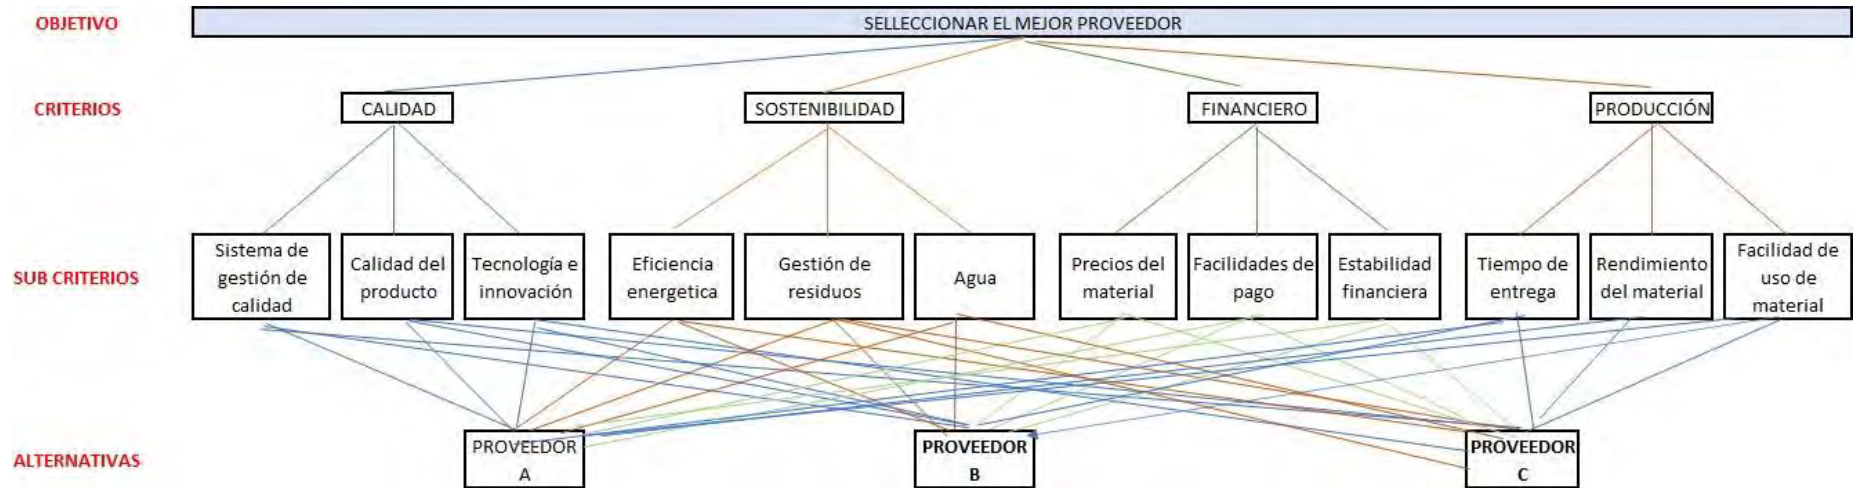 OBJETIVO
SELLECCIONAR EL MEJOR PROVEEDOR
CRITERIOS
CALIDAD
SOSTENIBILIDAD
FINANCIERO
PRODUCCIÓN
SUB CRITERIOS
Sistema de
gestión de
calidad
Calidad del
producto
Tecnología e
innovación
Eficiencia
energetica
Gestión de
residuos
Agua
Precios del
material
Facilidades de
pago
Estabilidad
financiera
Tiempo de
entrega
Rendimiento
del material
Facilidad de
uso de
material
ALTERNATIVAS
PROVEEDOR
A
PROVEEDOR
B
PROVEEDOR
C